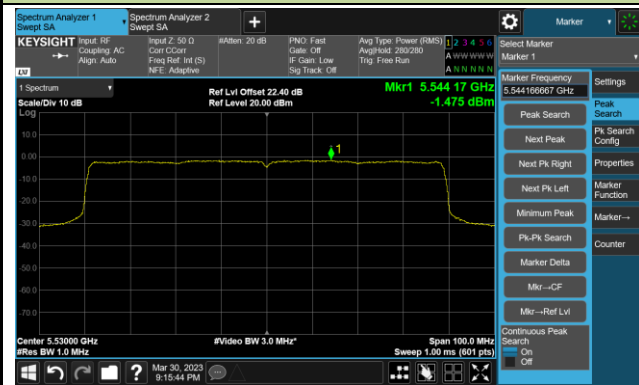 Spectrum Analyzer 1
Swept SA
Spectrum Analyzer 2
Swept SA
+
Marker
KEYSIGHT
LXI
Input: RF
Coupling: AC
Align: Auto
Input Z: 50 Ω
Corr CCorr
Freq Ref: Int (S)
NFE: Adaptive
#Atten: 20 dB
PNO: Fast
Gate: Off
IF Gain: Low
Sig Track: Off
Avg Type: Power (RMS)
Avg|Hold: 280/280
Trig: Free Run
1 2 3 4 5 6
A W W W W W
A N N N N N
Select Marker
Marker 1
1 Spectrum
Scale/Div 10 dB
Log
Ref Lvl Offset 22.40 dB
Ref Level 20.00 dBm
Mkr1 5.544 17 GHz
-1.475 dBm
1
10.0
0.00
-10.0
-20.0
-30.0
-40.0
-50.0
-60.0
-70.0
Center 5.53000 GHz
#Res BW 1.0 MHz
#Video BW 3.0 MHz*
Span 100.0 MHz
Sweep 1.00 ms (601 pts)
Marker Frequency
5.544166667 GHz
Peak Search
Next Peak
Next Pk Right
Next Pk Left
Minimum Peak
Pk-Pk Search
Marker Delta
Mkr→CF
Mkr→Ref Lvl
Continuous Peak
Search
On
Off
Settings
Peak
Search
Pk Search
Config
Properties
Marker
Function
Marker→
Counter
?
Mar 30, 2023
9:15:44 PM